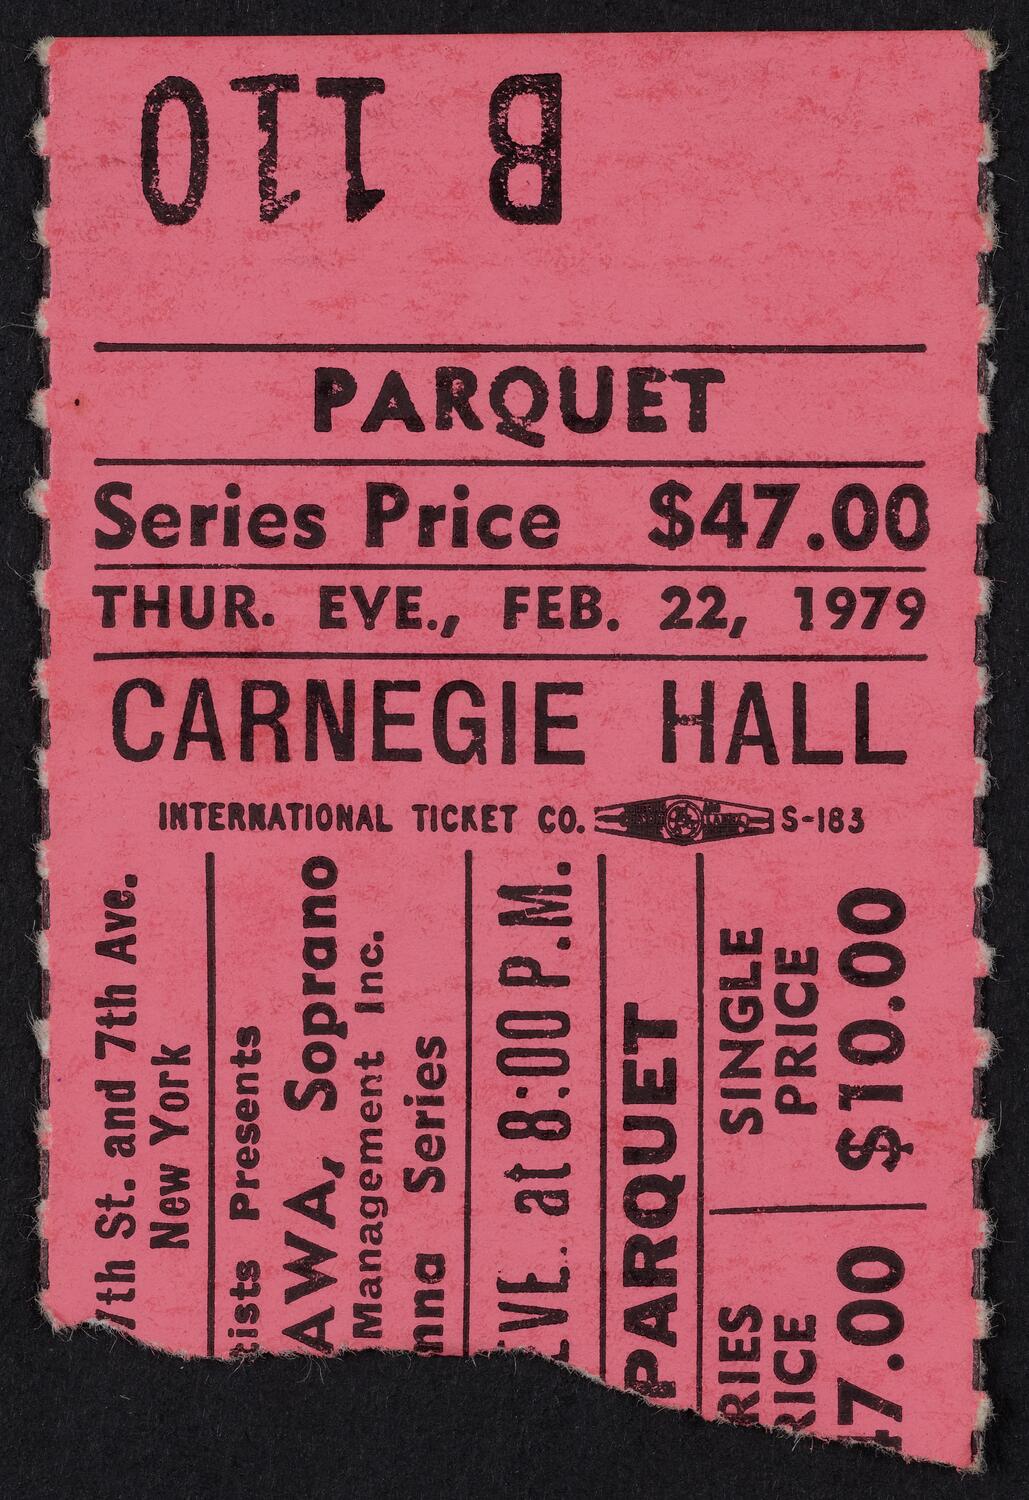 B 110
PARQUET
Series Price $47.00
THUR. EVE., FEB. 22, 1979
CARNEGIE HALL
INTERNATIONAL TICKET CO. S-183
7th St. and 7th Ave.
New York
tists Presents
AWA, Soprano
Management Inc.
nna Series
EVE. at 8:00 P.M.
PARQUET
SINGLE
PRICE
$10.00
RIES
RICE
47.00